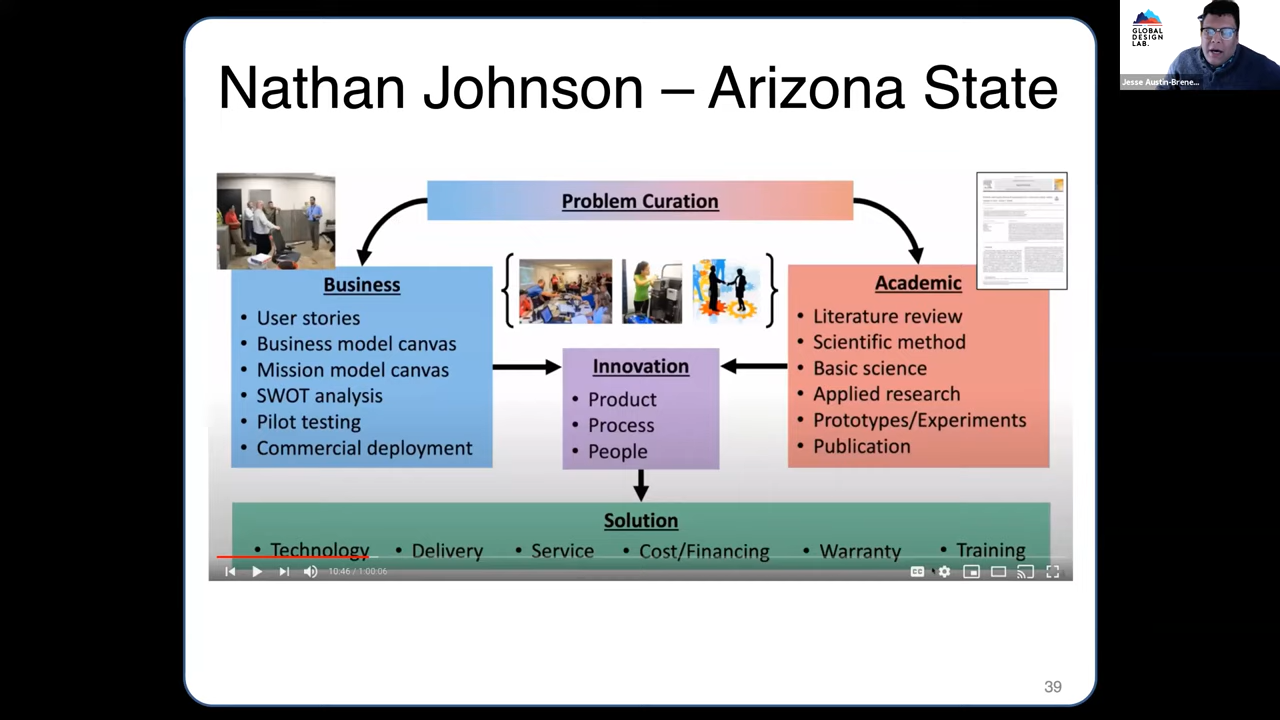 Nathan Johnson – Arizona State
GLOBAL
DESIGN
LAB.
Jesse Austin-Brene...
Problem Curation
Business
• User stories
• Business model canvas
• Mission model canvas
• SWOT analysis
• Pilot testing
• Commercial deployment
Innovation
• Product
• Process
• People
Academic
• Literature review
• Scientific method
• Basic science
• Applied research
• Prototypes/Experiments
• Publication
Solution
• Technology • Delivery • Service • Cost/Financing • Warranty • Training
10:46 / 1:00:06
CC
39